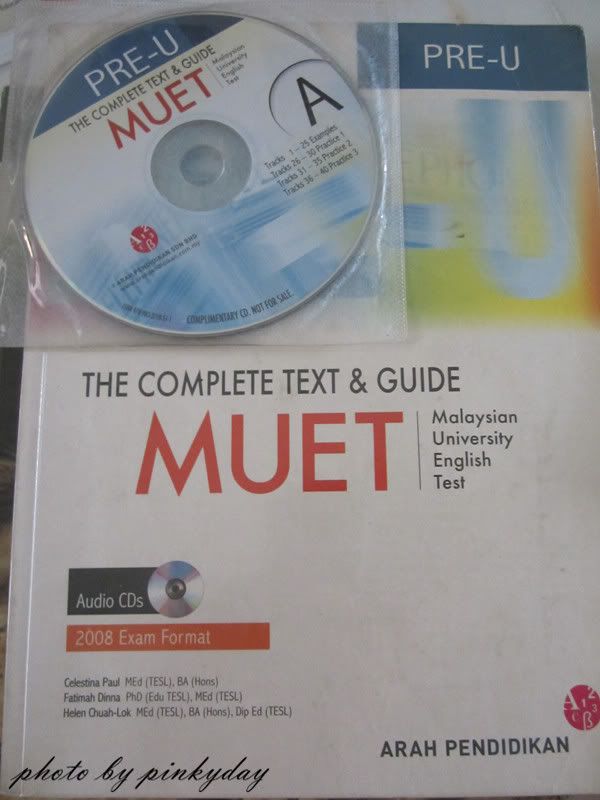 PRE-U
THE COMPLETE TEXT & GUIDE
MUET
Malaysian
University
English
Test
A
Tracks 1 – 25 Examples
Tracks 26 – 30 Practice 1
Tracks 31 – 35 Practice 2
Tracks 36 – 40 Practice 3
ARAH PENDIDIKAN SDN BHD
COMPLIMENTARY CD. NOT FOR SALE.
PRE-U
U
THE COMPLETE TEXT & GUIDE
MUET
Malaysian
University
English
Test
Audio CDs
2008 Exam Format
Celestina Paul MEd (TESL), BA (Hons)
Fatimah Dinna PhD (Edu TESL), MEd (TESL)
Helen Chuah-Lok MEd (TESL), BA (Hons), Dip Ed (TESL)
ARAH PENDIDIKAN
photo by pinkyday